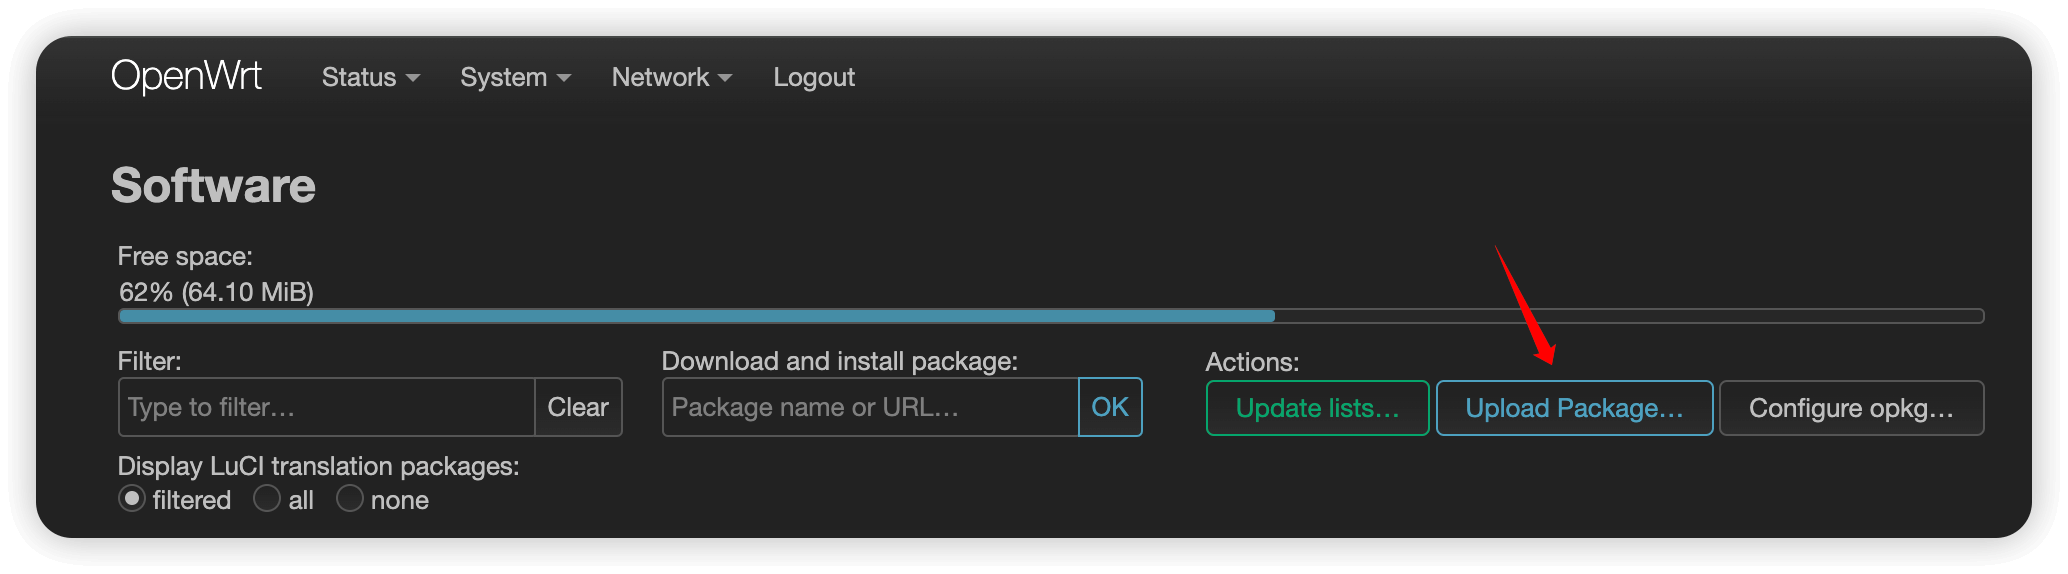 OpenWrt Status System Network Logout
Software
Free space:
62% (64.10 MiB)
Filter: Download and install package: Actions:
Type to filter… Clear Package name or URL… OK Update lists… Upload Package… Configure opkg…
Display LuCI translation packages:
filtered all none